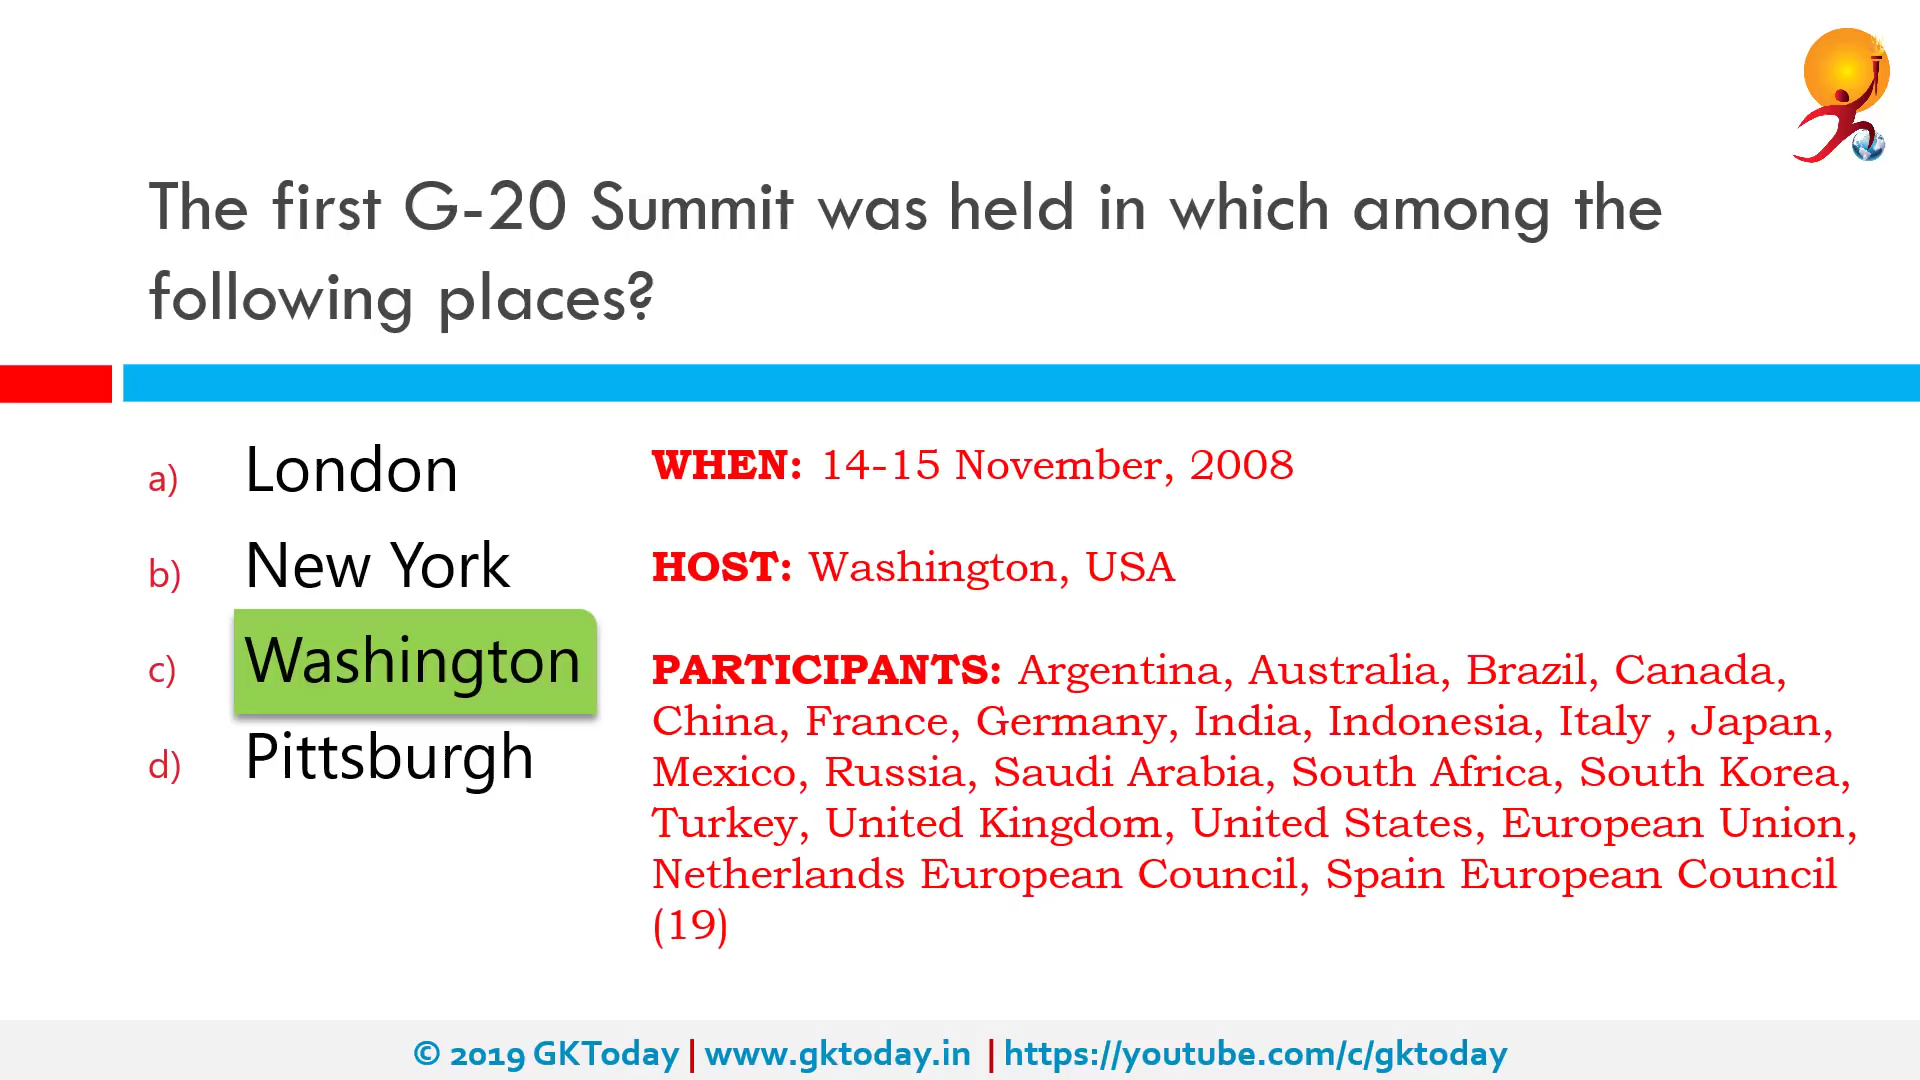 The first G-20 Summit was held in which among the
following places?
a) London
b) New York
c) Washington
d) Pittsburgh
WHEN: 14-15 November, 2008
HOST: Washington, USA
PARTICIPANTS: Argentina, Australia, Brazil, Canada,
China, France, Germany, India, Indonesia, Italy , Japan,
Mexico, Russia, Saudi Arabia, South Africa, South Korea,
Turkey, United Kingdom, United States, European Union,
Netherlands European Council, Spain European Council
(19)
© 2019 GKToday | www.gktoday.in | https://youtube.com/c/gktoday